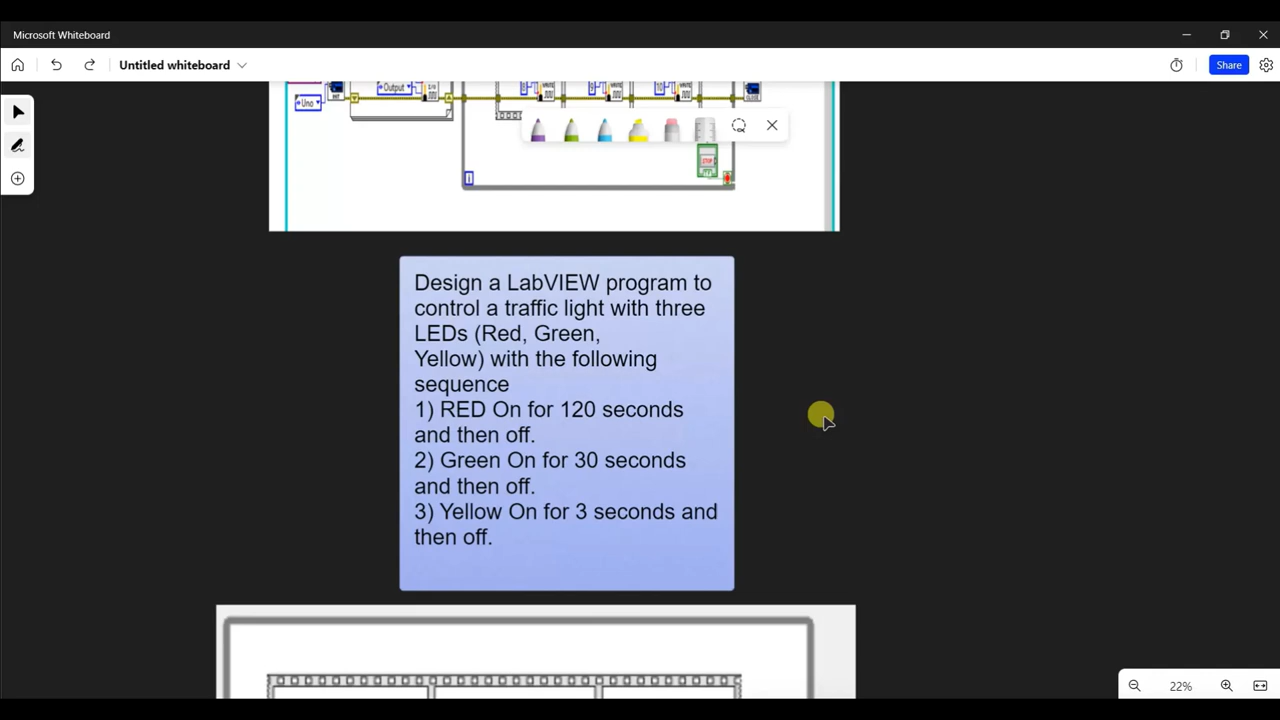 Microsoft Whiteboard
Untitled whiteboard
Share
Output
Uno
STOP
i
Design a LabVIEW program to
control a traffic light with three
LEDs (Red, Green,
Yellow) with the following
sequence
1) RED On for 120 seconds
and then off.
2) Green On for 30 seconds
and then off.
3) Yellow On for 3 seconds and
then off.
22%